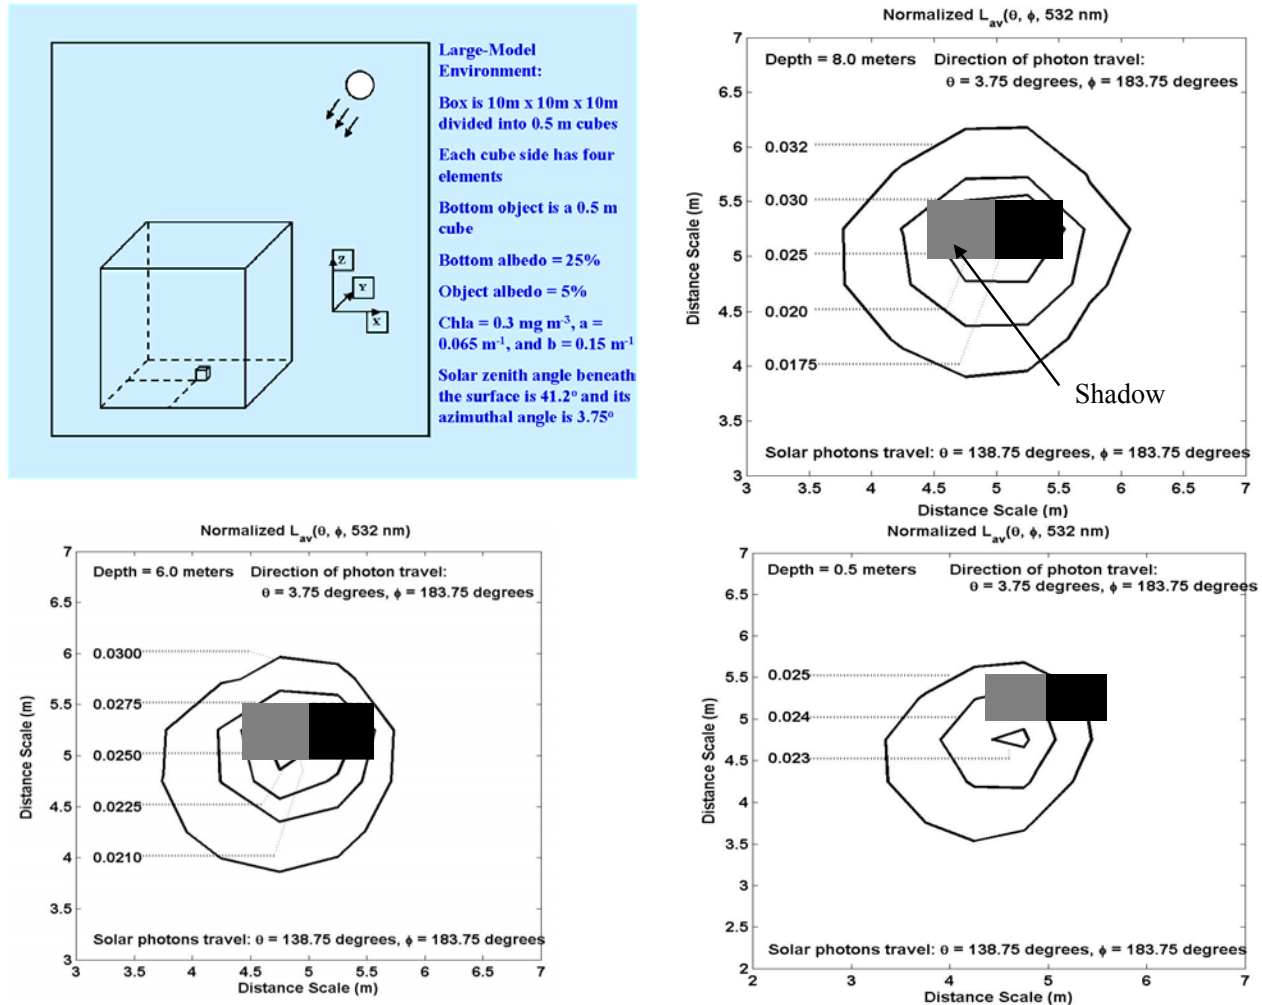 Large-Model
Environment:
Box is 10m x 10m x 10m
divided into 0.5 m cubes
Each cube side has four
elements
Bottom object is a 0.5 m
cube
Bottom albedo = 25%
Object albedo = 5%
Chla = 0.3 mg m-3, a =
0.065 m-1, and b = 0.15 m-1
Solar zenith angle beneath
the surface is 41.2o and its
azimuthal angle is 3.75o
Z
Y
X
Normalized Lav(θ, ϕ, 532 nm)
Depth = 8.0 meters Direction of photon travel:
θ = 3.75 degrees, ϕ = 183.75 degrees
7
6.5
6
5.5
5
4.5
4
3.5
3
Distance Scale (m)
0.032
0.030
0.025
0.020
0.0175
Shadow
Solar photons travel: θ = 138.75 degrees, ϕ = 183.75 degrees
3 3.5 4 4.5 5 5.5 6 6.5 7
Distance Scale (m)
Normalized Lav(θ, ϕ, 532 nm)
Depth = 6.0 meters Direction of photon travel:
θ = 3.75 degrees, ϕ = 183.75 degrees
7
6.5
6
5.5
5
4.5
4
3.5
3
Distance Scale (m)
0.0300
0.0275
0.0250
0.0225
0.0210
Solar photons travel: θ = 138.75 degrees, ϕ = 183.75 degrees
3 3.5 4 4.5 5 5.5 6 6.5 7
Distance Scale (m)
Normalized Lav(θ, ϕ, 532 nm)
Depth = 0.5 meters Direction of photon travel:
θ = 3.75 degrees, ϕ = 183.75 degrees
7
6.5
6
5.5
5
4.5
4
3.5
3
2.5
2
Distance Scale (m)
0.025
0.024
0.023
Solar photons travel: θ = 138.75 degrees, ϕ = 183.75 degrees
2 3 4 5 6 7
Distance Scale (m)